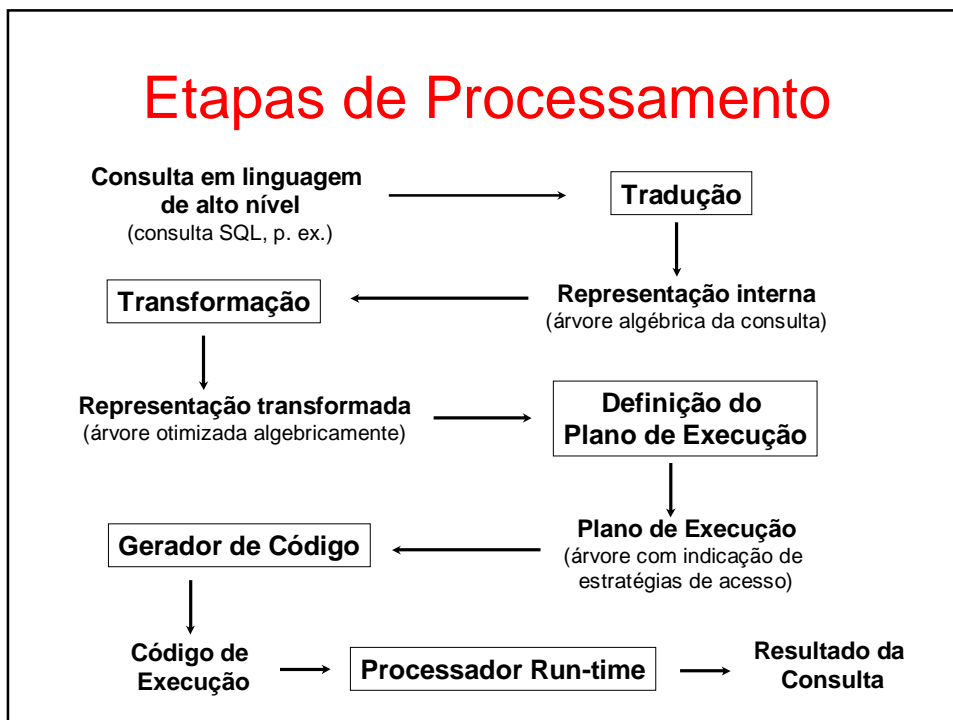 Etapas de Processamento
Consulta em linguagem
de alto nível
(consulta SQL, p. ex.)
Tradução
Representação interna
(árvore algébrica da consulta)
Transformação
Representação transformada
(árvore otimizada algebricamente)
Definição do
Plano de Execução
Plano de Execução
(árvore com indicação de
estratégias de acesso)
Gerador de Código
Código de
Execução
Processador Run-time
Resultado da
Consulta